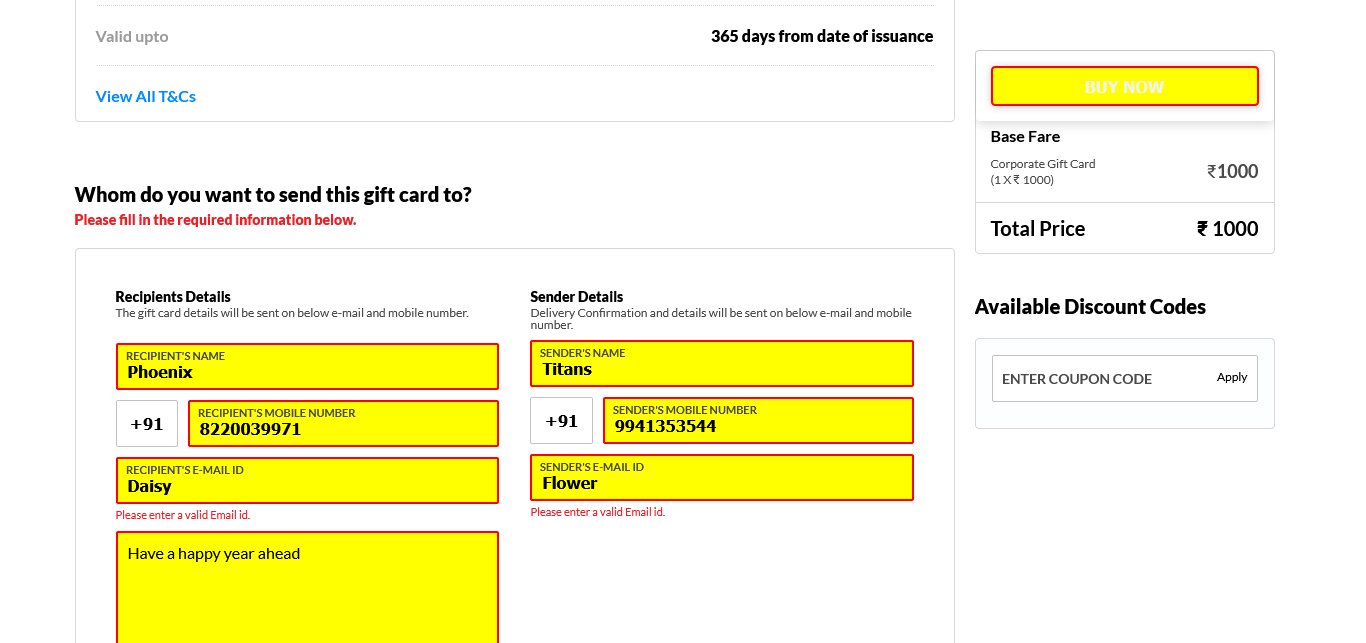 Valid upto
365 days from date of issuance
View All T&Cs
Whom do you want to send this gift card to?
Please fill in the required information below.
Recipients Details
The gift card details will be sent on below e-mail and mobile number.
RECIPIENT'S NAME
Phoenix
+91
RECIPIENT'S MOBILE NUMBER
8220039971
RECIPIENT'S E-MAIL ID
Daisy
Please enter a valid Email id.
Have a happy year ahead
Sender Details
Delivery Confirmation and details will be sent on below e-mail and mobile
number.
SENDER'S NAME
Titans
+91
SENDER'S MOBILE NUMBER
9941353544
SENDER'S E-MAIL ID
Flower
Please enter a valid Email id.
BUY NOW
Base Fare
Corporate Gift Card
(1 X ₹ 1000)
₹1000
Total Price
₹ 1000
Available Discount Codes
ENTER COUPON CODE
Apply